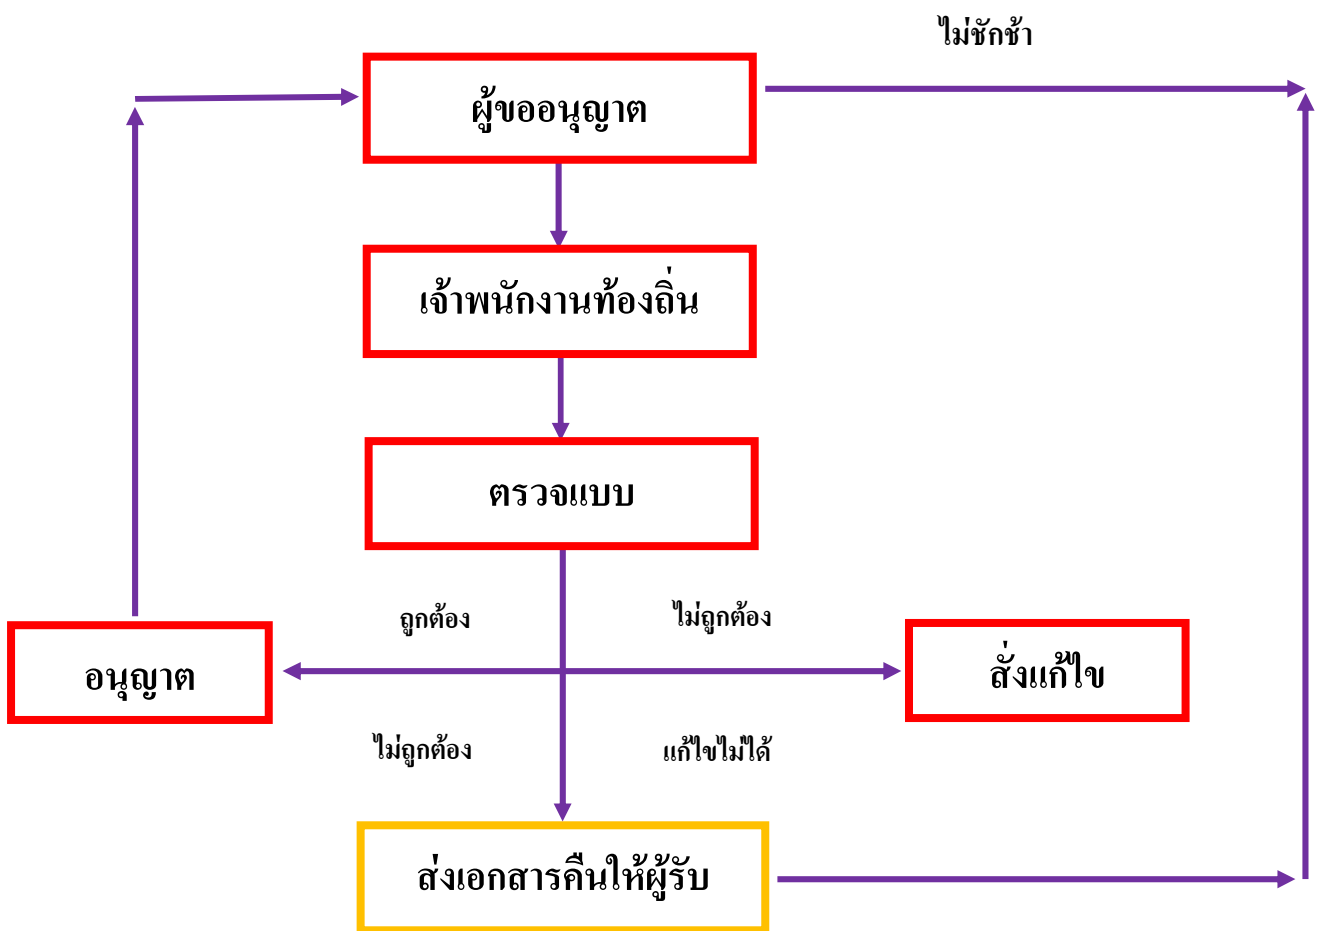 ไม่ชักช้า
ผู้ขออนุญาต
เจ้าพนักงานท้องถิ่น
ตรวจแบบ
ถูกต้อง
ไม่ถูกต้อง
อนุญาต
สั่งแก้ไข
ไม่ถูกต้อง
แก้ไขไม่ได้
ส่งเอกสารคืนให้ผู้รับ